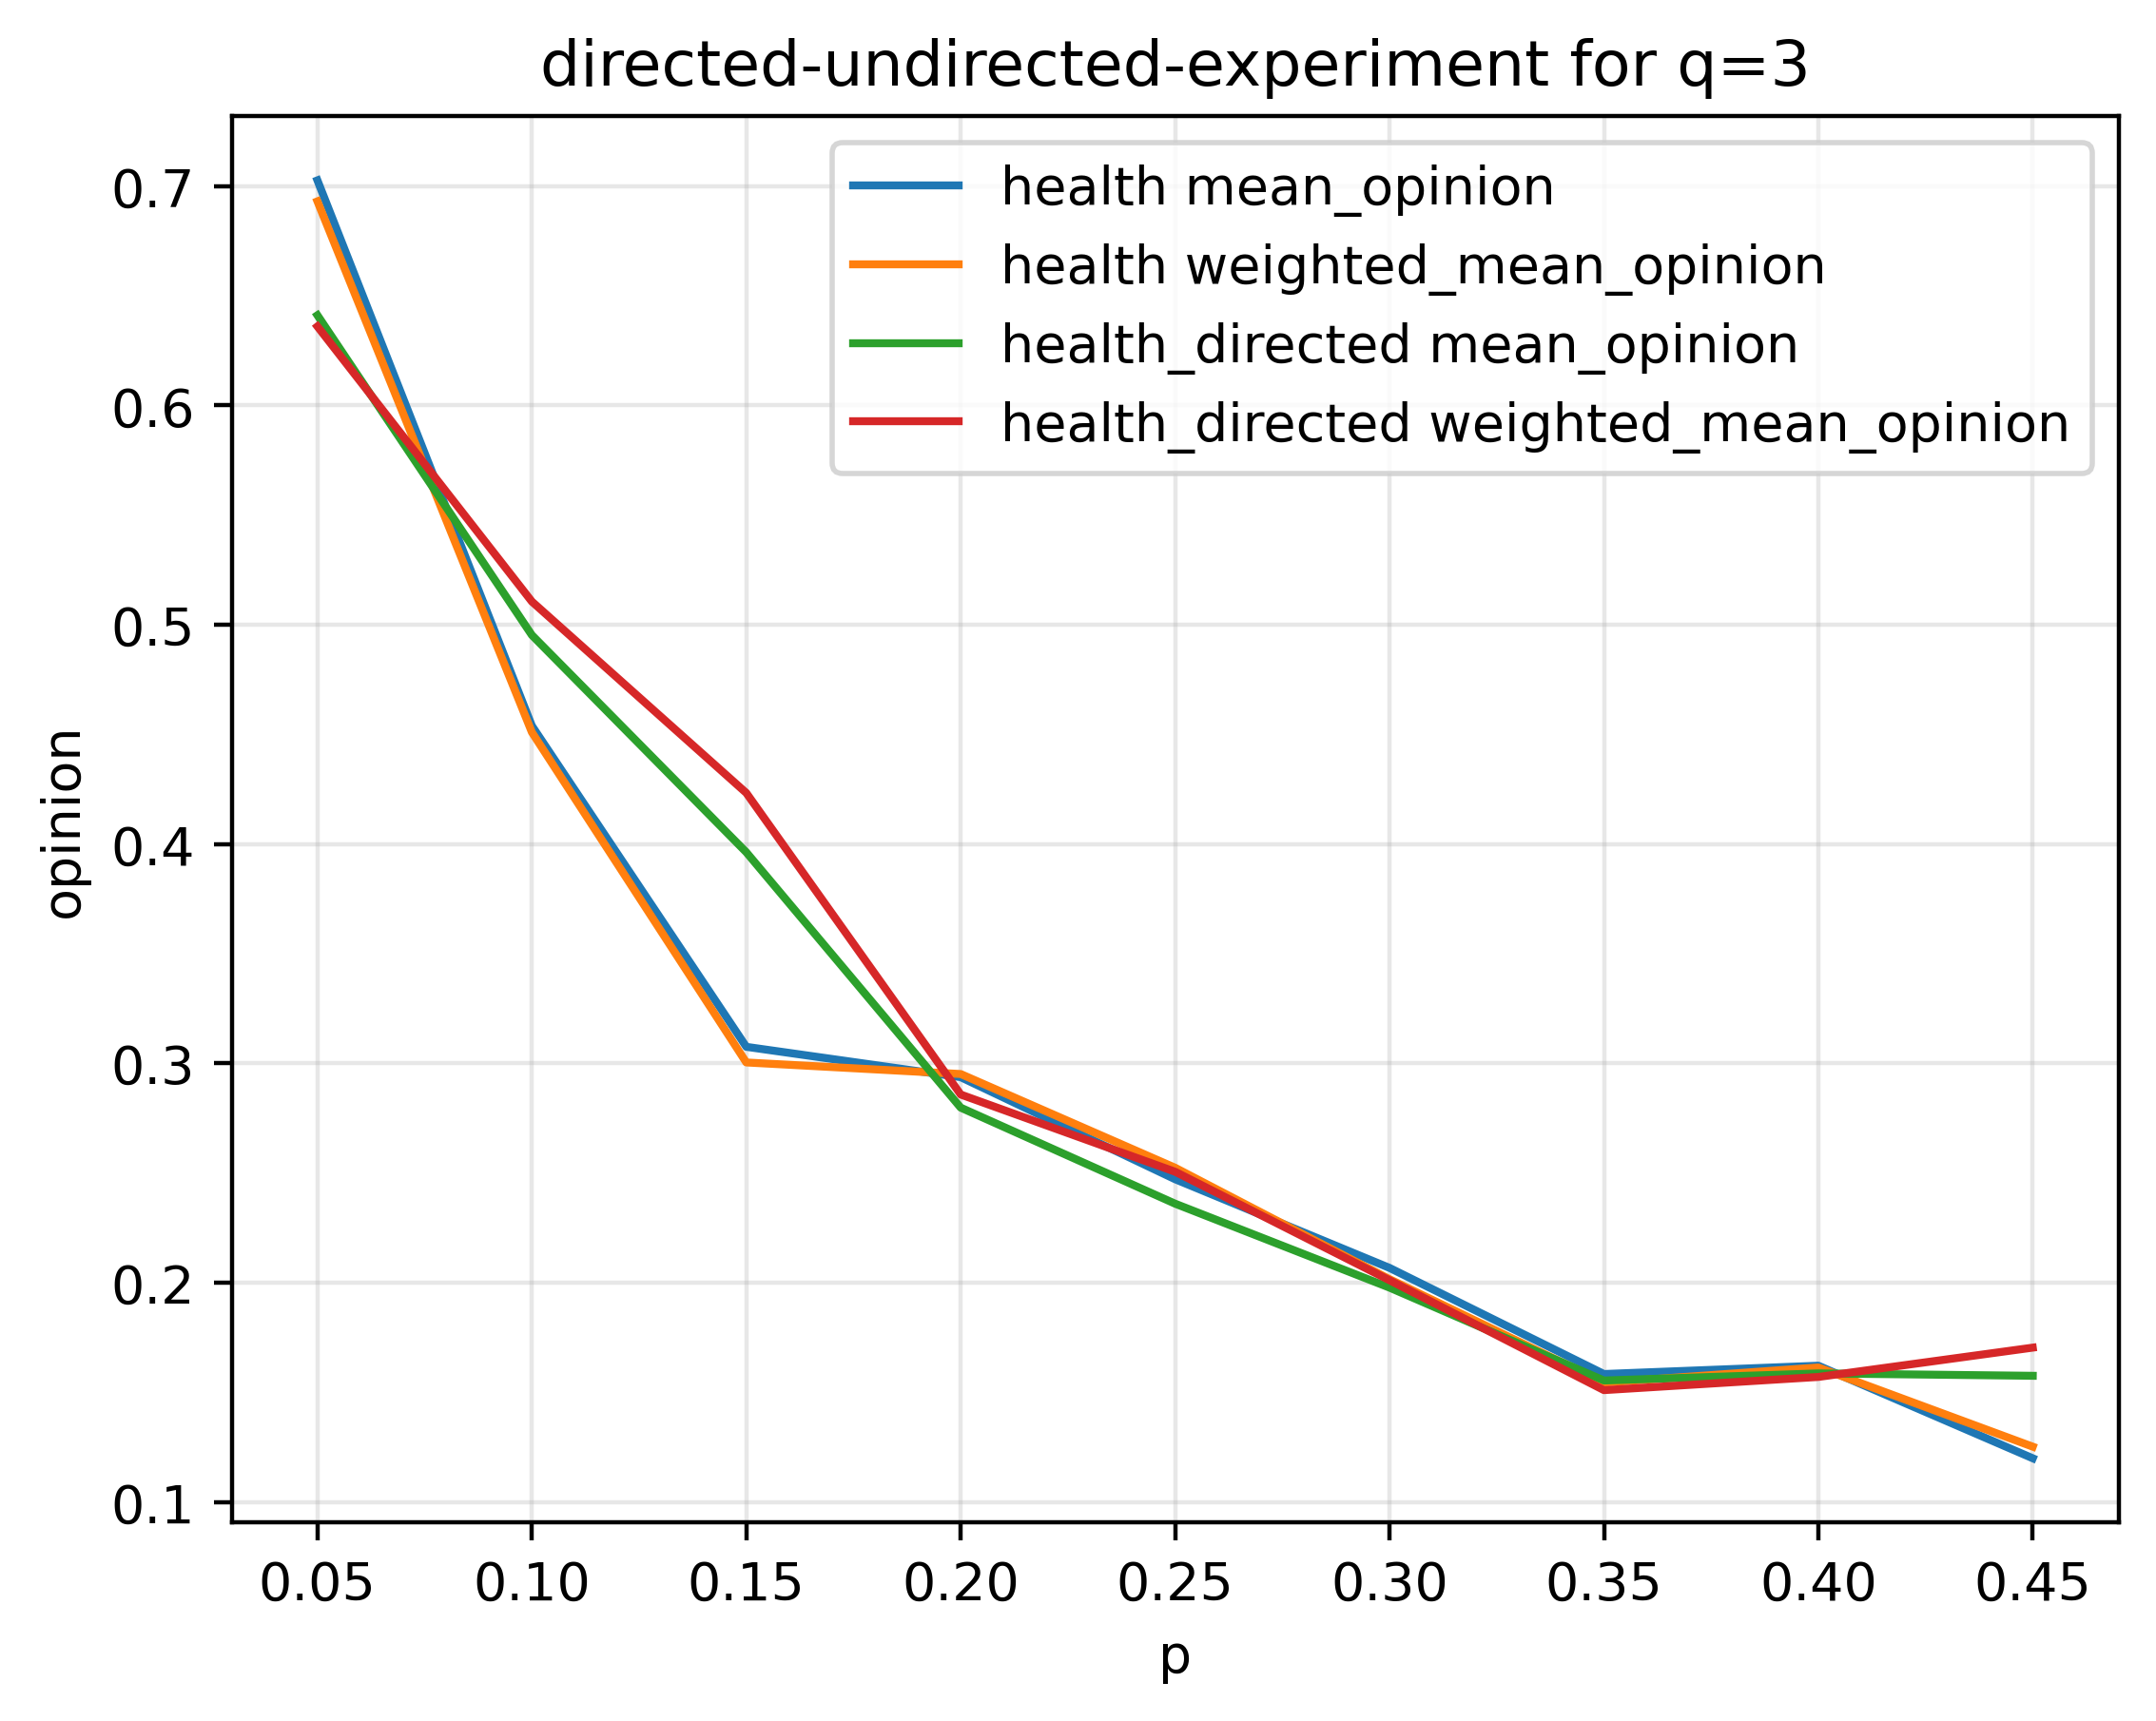 directed-undirected-experiment for q=3
health mean_opinion
health weighted_mean_opinion
health_directed mean_opinion
health_directed weighted_mean_opinion
opinion
0.7
0.6
0.5
0.4
0.3
0.2
0.1
0.05 0.10 0.15 0.20 0.25 0.30 0.35 0.40 0.45
p